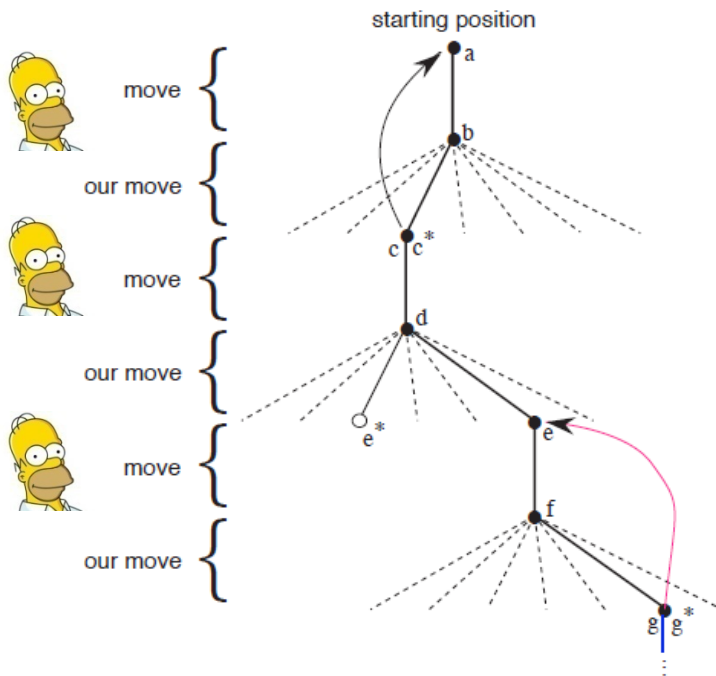 starting position
a
move
b
our move
c c*
move
d
our move
e* e
move
f
our move
g g*